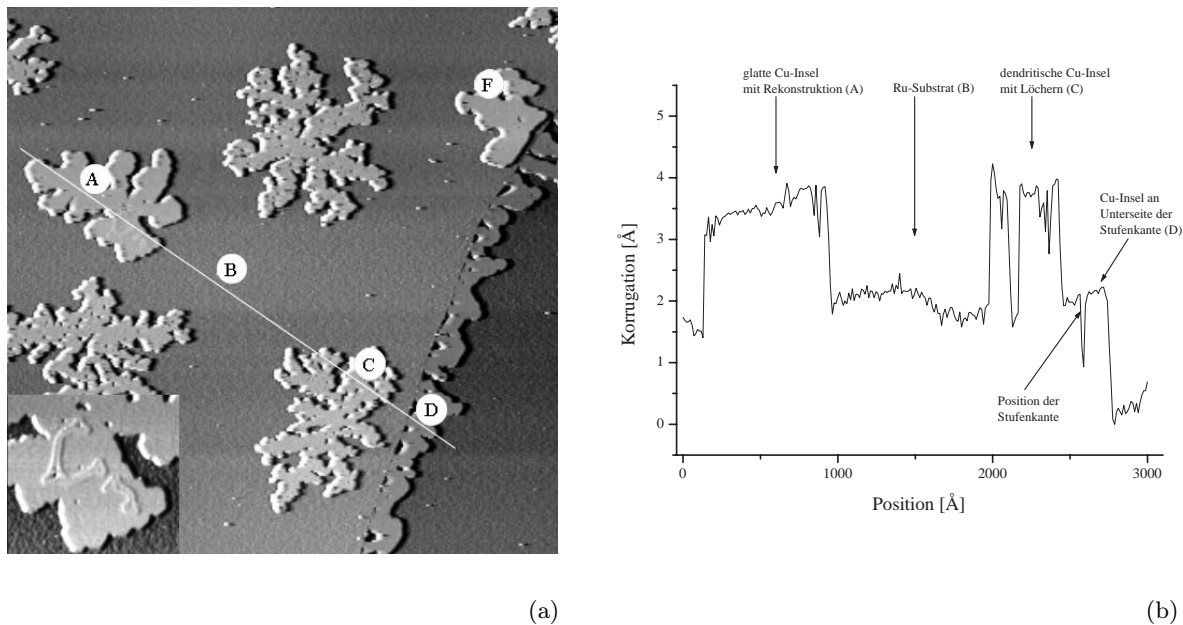 F
A
B
C
D
(a)
glatte Cu-Insel
mit Rekonstruktion (A)
Ru-Substrat (B)
dendritische Cu-Insel
mit Löchern (C)
Cu-Insel an
Unterseite der
Stufenkante (D)
Position der
Stufenkante
Korrugation [Å]
5
4
3
2
1
0
0 1000 2000 3000
Position [Å]
(b)